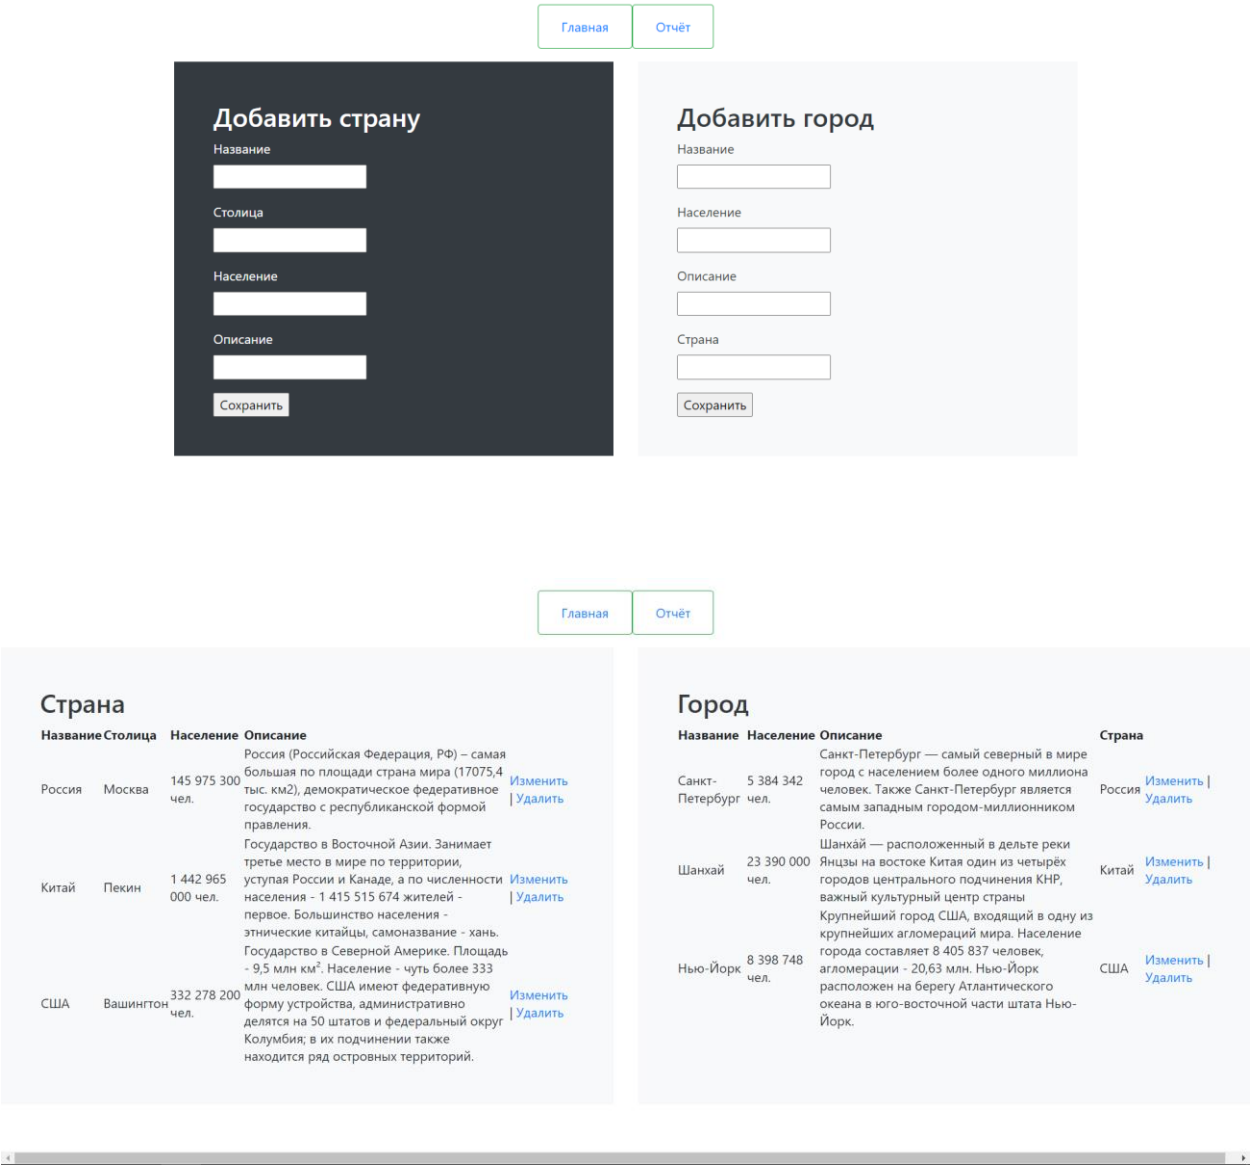 Главная Отчёт
Добавить страну
Название
Столица
Население
Описание
Сохранить
Добавить город
Название
Население
Описание
Страна
Сохранить
Главная Отчёт
Страна
Название Столица Население Описание
Россия (Российская Федерация, РФ) – самая
большая по площади страна мира (17075,4
тыс. км2), демократическое федеративное
государство с республиканской формой
правления.
Россия Москва 145 975 300
чел.
Изменить
| Удалить
Государство в Восточной Азии. Занимает
третье место в мире по территории,
уступая России и Канаде, а по численности
населения - 1 415 515 674 жителей -
первое. Большинство населения -
этнические китайцы, самоназвание - хань.
Китай Пекин 1 442 965
000 чел.
Изменить
| Удалить
Государство в Северной Америке. Площадь
- 9,5 млн км². Население - чуть более 333
млн человек. США имеют федеративную
форму устройства, административно
делятся на 50 штатов и федеральный округ
Колумбия; в их подчинении также
находится ряд островных территорий.
США Вашингтон 332 278 200
чел.
Изменить
| Удалить
Город
Название Население Описание Страна
Санкт-
Петербург
5 384 342
чел.
Санкт-Петербург — самый северный в мире
город с населением более одного миллиона
человек. Также Санкт-Петербург является
самым западным городом-миллионником
России.
Россия
Изменить |
Удалить
Шанхай
23 390 000
чел.
Шанха́й — расположенный в дельте реки
Янцзы на востоке Китая один из четырёх
городов центрального подчинения КНР,
важный культурный центр страны
Китай
Изменить |
Удалить
Нью-Йорк
8 398 748
чел.
Крупнейший город США, входящий в одну из
крупнейших агломераций мира. Население
города составляет 8 405 837 человек,
агломерации - 20,63 млн. Нью-Йорк
расположен на берегу Атлантического
океана в юго-восточной части штата Нью-
Йорк.
США
Изменить |
Удалить